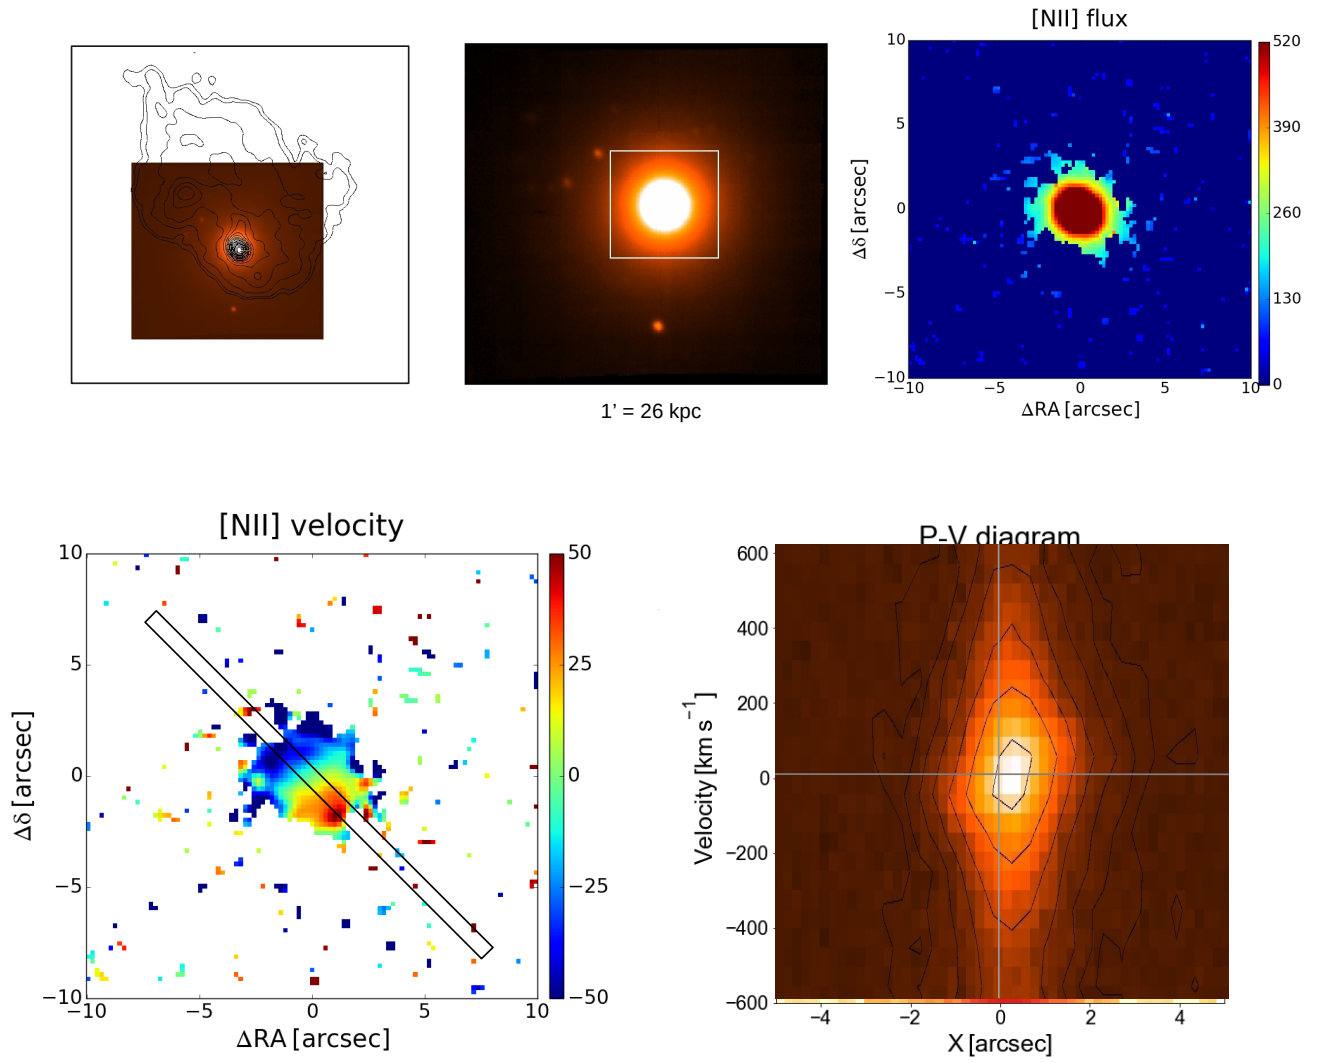 [NII] flux
10
5
0
−5
−10
−10 −5 0 5 10
Δδ [arcsec]
ΔRA [arcsec]
520
390
260
130
0
1’ = 26 kpc
[NII] velocity
10
5
0
−5
−10
−10 −5 0 5 10
Δδ [arcsec]
ΔRA [arcsec]
50
25
0
−25
−50
P-V diagram
600
400
200
0
−200
−400
−600
−4 −2 0 2 4
Velocity [km s⁻¹]
X [arcsec]